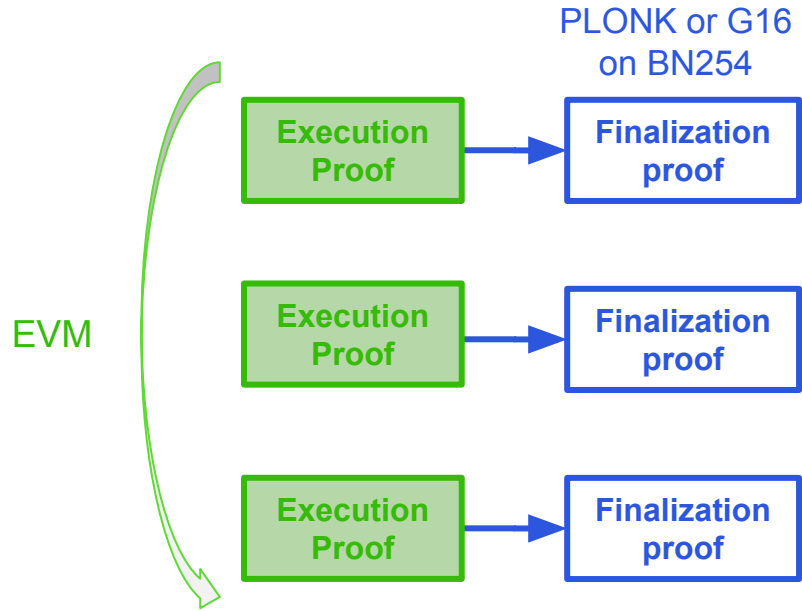 PLONK or G16
on BN254
Execution
Proof
Finalization
proof
EVM
Execution
Proof
Finalization
proof
Execution
Proof
Finalization
proof